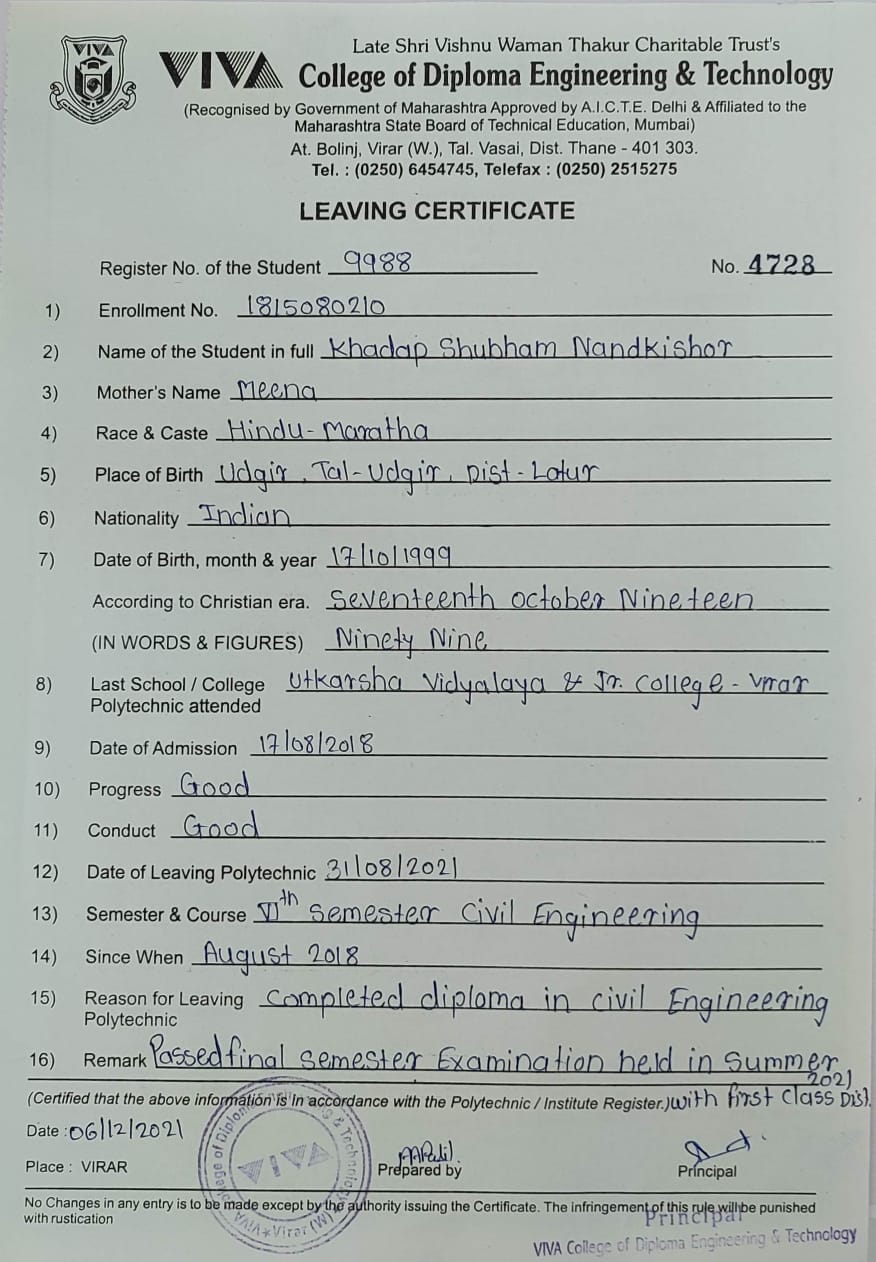 VIVA
Late Shri Vishnu Waman Thakur Charitable Trust's
VIVA College of Diploma Engineering & Technology
(Recognised by Government of Maharashtra Approved by A.I.C.T.E. Delhi & Affiliated to the
Maharashtra State Board of Technical Education, Mumbai)
At. Bolinj, Virar (W.), Tal. Vasai, Dist. Thane - 401 303.
Tel. : (0250) 6454745, Telefax : (0250) 2515275
LEAVING CERTIFICATE
Register No. of the Student 9988 No. 4728
1) Enrollment No. 1815080210
2) Name of the Student in full Khadap Shubham Nandkishor
3) Mother's Name Meena
4) Race & Caste Hindu-Maratha
5) Place of Birth Udgir, Tal-Udgir, Dist-Latur
6) Nationality Indian
7) Date of Birth, month & year 17/10/1999
According to Christian era. Seventeenth October Nineteen
(IN WORDS & FIGURES) Ninety Nine
8) Last School / College Utkarsha Vidyalaya & Jr. College - Virar
Polytechnic attended
9) Date of Admission 17/08/2018
10) Progress Good
11) Conduct Good
12) Date of Leaving Polytechnic 31/08/2021
13) Semester & Course VIth Semester Civil Engineering
14) Since When August 2018
15) Reason for Leaving Completed diploma in civil Engineering
Polytechnic
16) Remark Passed final semester Examination held in summer
2021
(Certified that the above information is In accordance with the Polytechnic / Institute Register.) with first class Dist.
Date : 06/12/2021
Place : VIRAR Prepared by Principal
College of Diploma Engineering & Technology
VIVA
VIVA * Virar (W)
No Changes in any entry is to be made except by the authority issuing the Certificate. The infringement of this rule will be punished
with rustication
Principal
VIVA College of Diploma Engineering & Technology